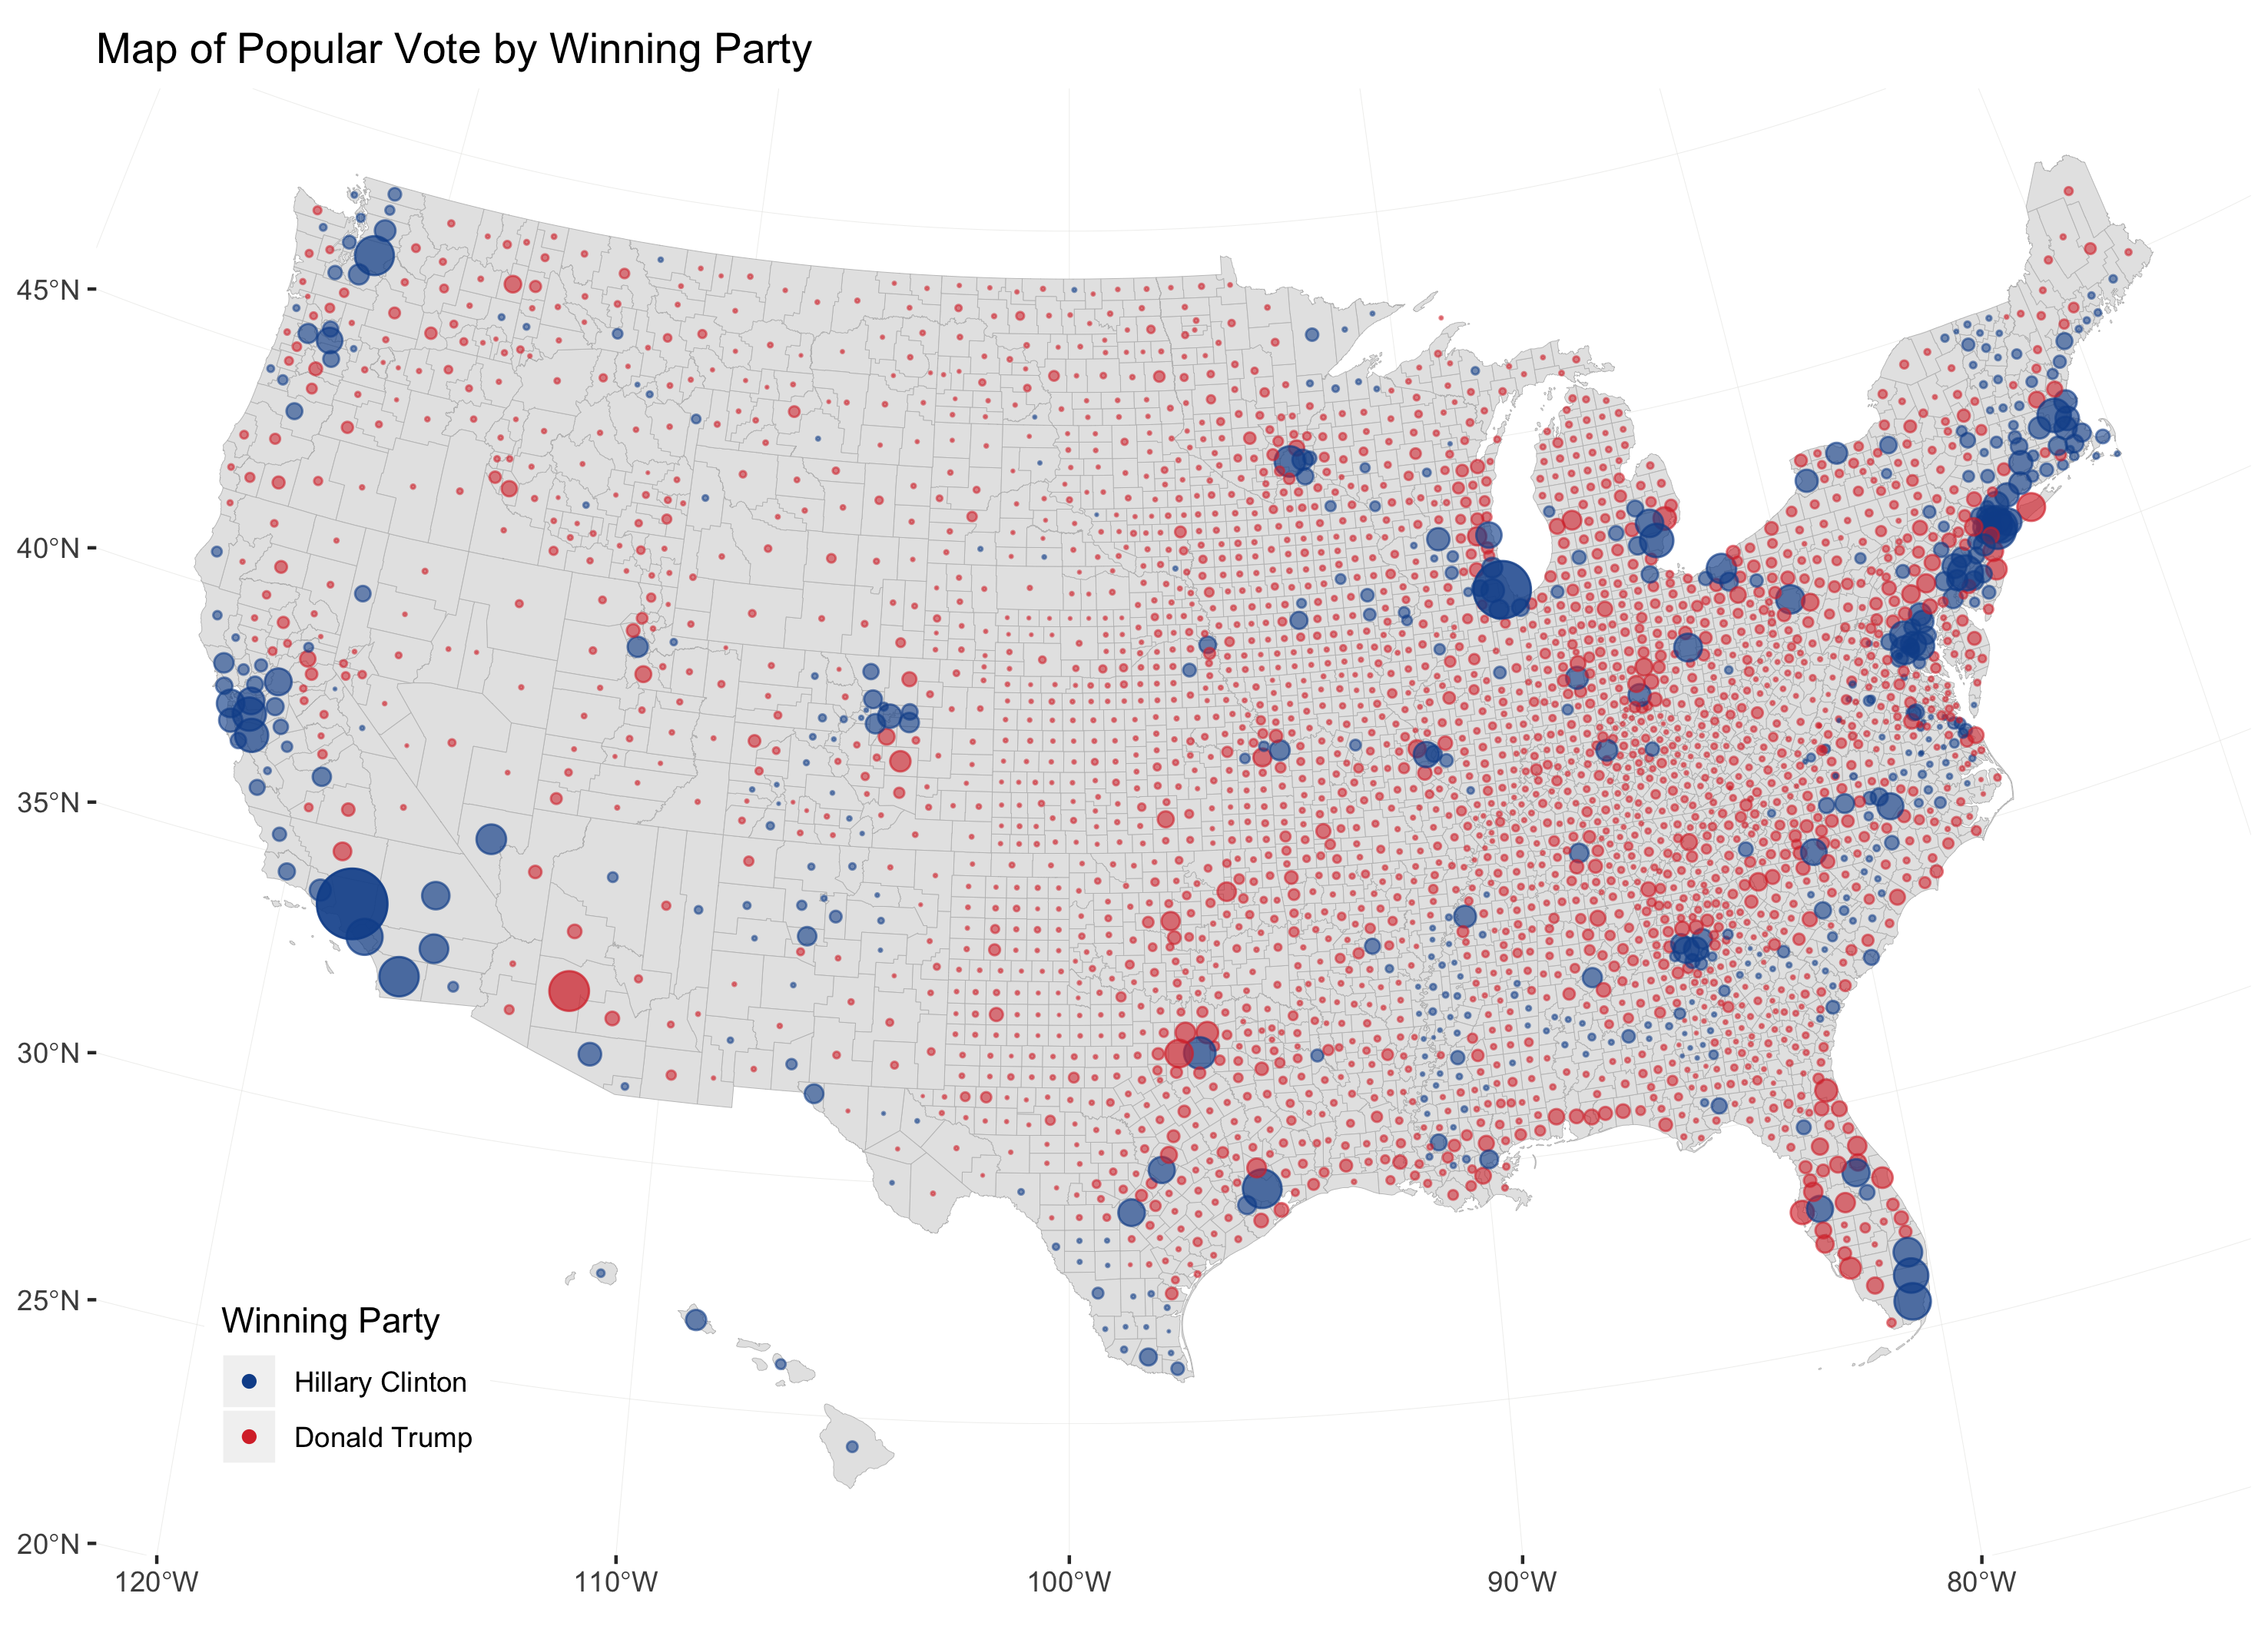 Map of Popular Vote by Winning Party
45°N
40°N
35°N
30°N
25°N
20°N
Winning Party
Hillary Clinton
Donald Trump
120°W
110°W
100°W
90°W
80°W